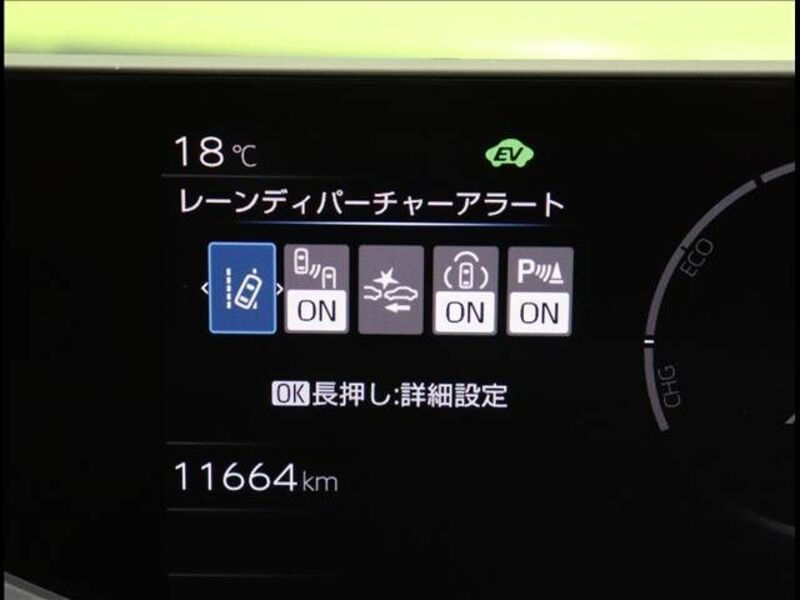 18℃ EV
レーンディパーチャーアラート
ON ON P ON
OK長押し:詳細設定
ECO
CHG
11664km